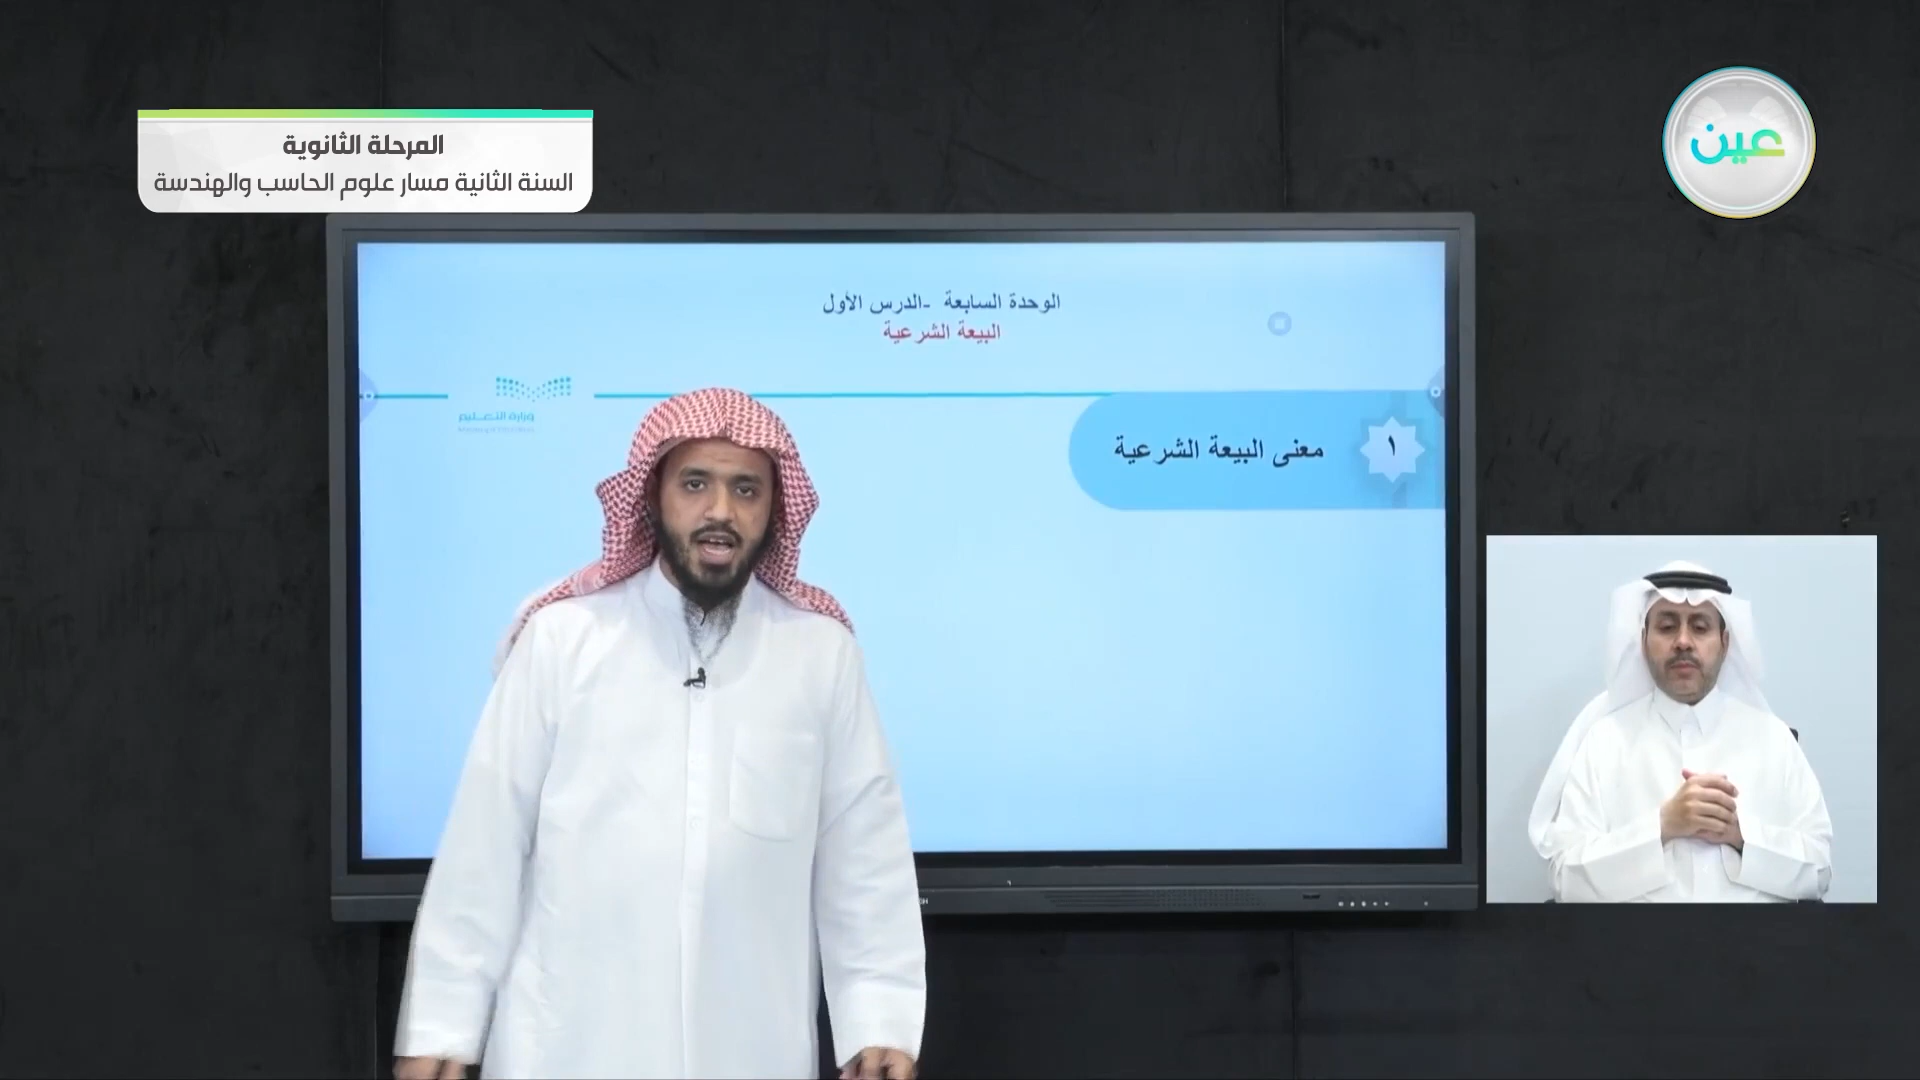 المرحلة الثانوية
السنة الثانية مسار علوم الحاسب والهندسة
عين
الوحدة السابعة -الدرس الأول
البيعة الشرعية
وزارة التعليم
١
معنى البيعة الشرعية